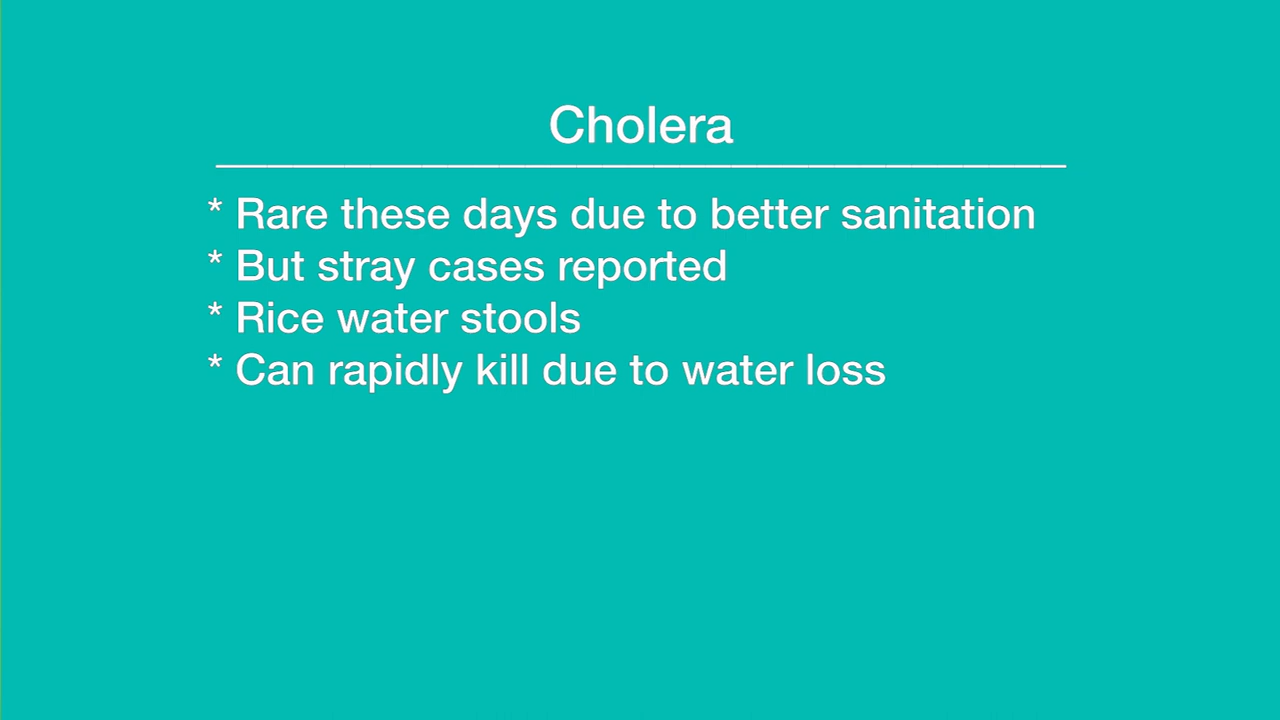 Cholera
* Rare these days due to better sanitation
* But stray cases reported
* Rice water stools
* Can rapidly kill due to water loss